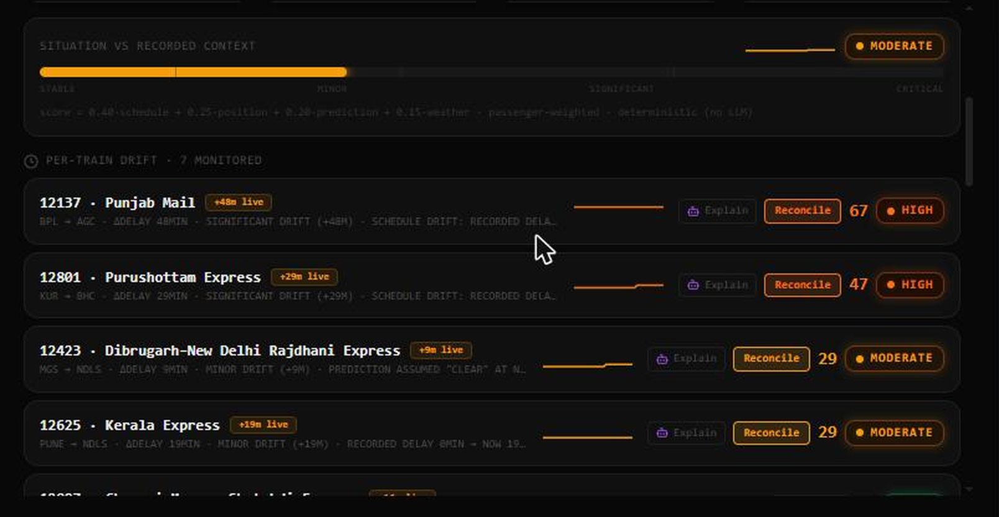 SITUATION VS RECORDED CONTEXT
MODERATE
STABLE MINOR SIGNIFICANT CRITICAL
score = 0.40·schedule + 0.25·position + 0.20·prediction + 0.15·weather · passenger-weighted · deterministic (no LLM)
PER-TRAIN DRIFT · 7 MONITORED
12137 · Punjab Mail +48m live
BPL → AGC · ΔDELAY 48MIN · SIGNIFICANT DRIFT (+48M) · SCHEDULE DRIFT: RECORDED DELA…
Explain Reconcile 67 HIGH
12801 · Purushottam Express +29m live
KUR → BHC · ΔDELAY 29MIN · SIGNIFICANT DRIFT (+29M) · SCHEDULE DRIFT: RECORDED DELA…
Explain Reconcile 47 HIGH
12423 · Dibrugarh–New Delhi Rajdhani Express +9m live
MGS → NDLS · ΔDELAY 9MIN · MINOR DRIFT (+9M) · PREDICTION ASSUMED "CLEAR" AT N…
Explain Reconcile 29 MODERATE
12625 · Kerala Express +19m live
PUNE → NDLS · ΔDELAY 19MIN · MINOR DRIFT (+19M) · RECORDED DELAY 0MIN → NOW 19…
Explain Reconcile 29 MODERATE